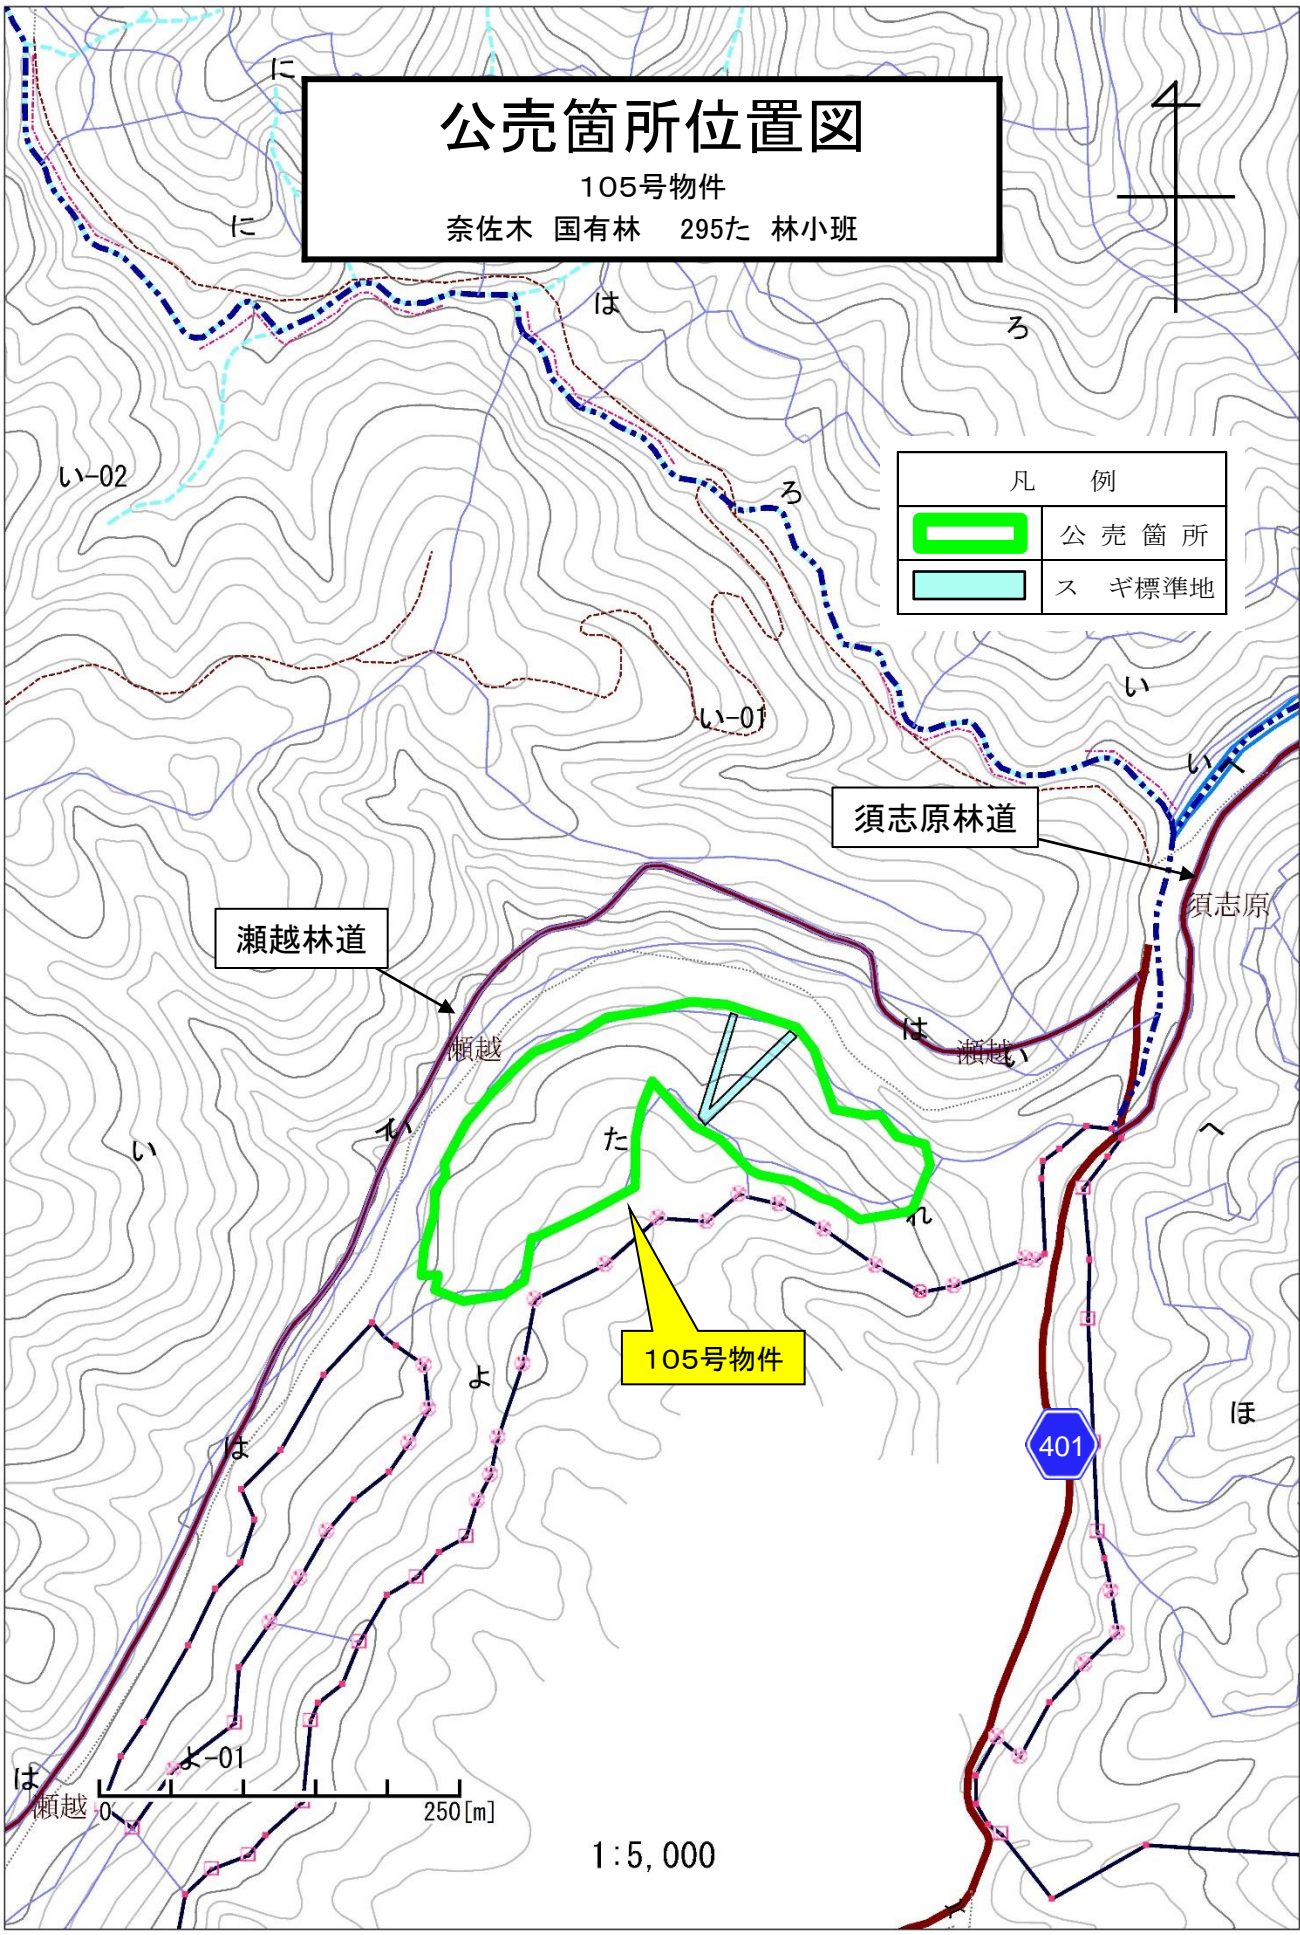 に
公売箇所位置図
105号物件
奈佐木 国有林 295た 林小班
に
は
ろ
い-02
ろ
凡 例
公 売 箇 所
ス ギ標準地
い
い-01
い
へ
須志原林道
須志原
瀬越林道
は
瀬越
瀬越
い
い
い
た
へ
れ
105号物件
よ
ほ
401
は
よ-01
は
瀬越
0
250[m]
1:5,000